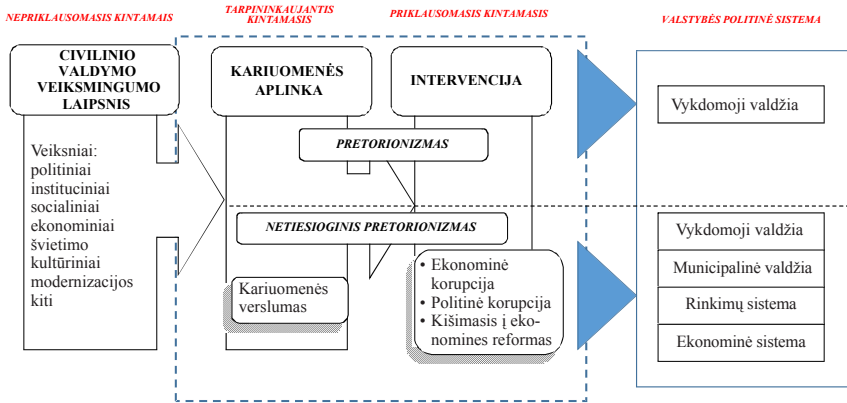 NEPRIKLAUSOMASIS KINTAMAIS
TARPININKAUJANTIS
KINTAMASIS
PRIKLAUSOMASIS KINTAMASIS
VALSTYBĖS POLITINĖ SISTEMA
CIVILINIO
VALDYMO
VEIKSMINGUMO
LAIPSNIS
KARIUOMENĖS
APLINKA
INTERVENCIJA
Vykdomoji valdžia
Veiksniai:
politiniai
instituciniai
socialiniai
ekonominiai
švietimo
kultūriniai
modernizacijos
kiti
PRETORIONIZMAS
NETIESIOGINIS PRETORIONIZMAS
Kariuomenės
verslumas
• Ekonominė
korupcija
• Politinė korupcija
• Kišimasis į eko-
nomines reformas
Vykdomoji valdžia
Municipalinė valdžia
Rinkimų sistema
Ekonominė sistema